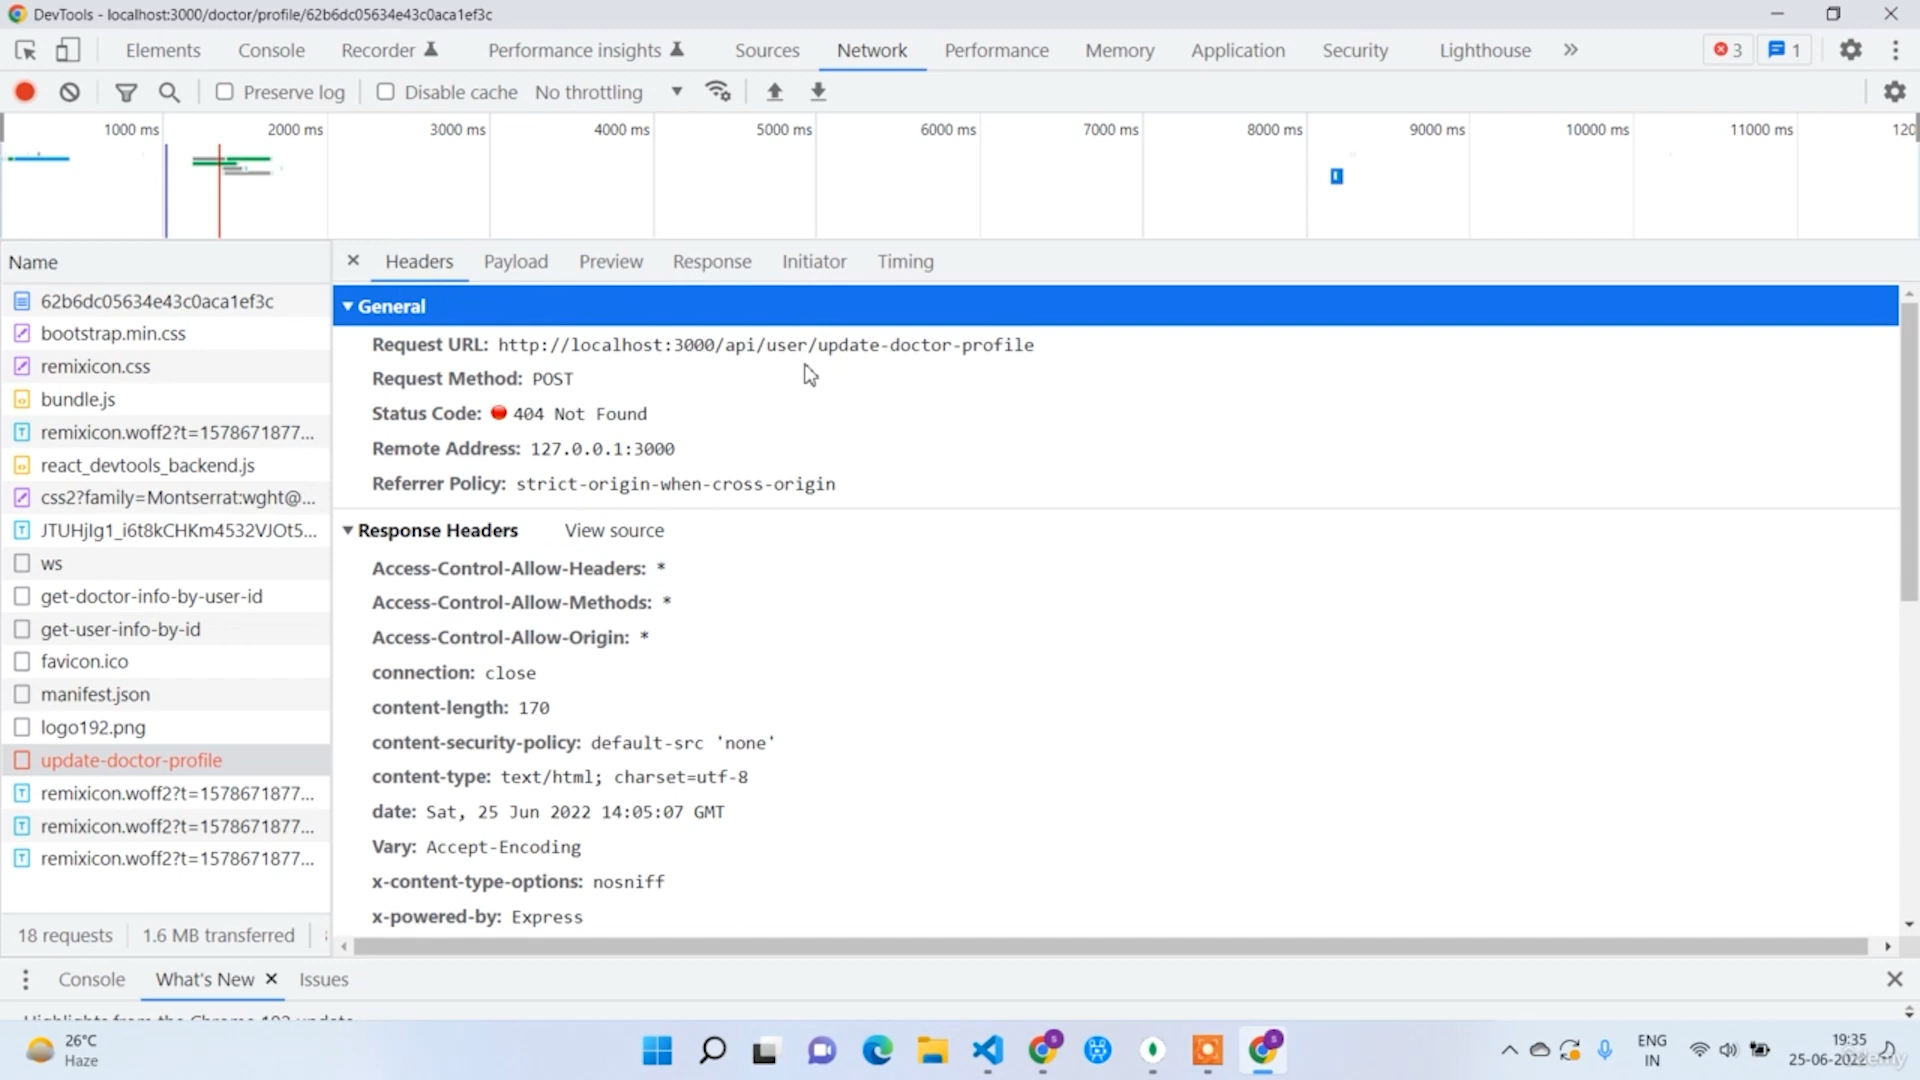 DevTools - localhost:3000/doctor/profile/62b6dc05634e43c0aca1ef3c
Elements Console Recorder Performance insights Sources Network Performance Memory Application Security Lighthouse 3 1
Preserve log Disable cache No throttling
1000 ms 2000 ms 3000 ms 4000 ms 5000 ms 6000 ms 7000 ms 8000 ms 9000 ms 10000 ms 11000 ms 120
Name
62b6dc05634e43c0aca1ef3c
bootstrap.min.css
remixicon.css
bundle.js
remixicon.woff2?t=1578671877...
react_devtools_backend.js
css2?family=Montserrat:wght@...
JTUHjIg1_i6t8kCHKm4532VJOt5...
ws
get-doctor-info-by-user-id
get-user-info-by-id
favicon.ico
manifest.json
logo192.png
update-doctor-profile
remixicon.woff2?t=1578671877...
remixicon.woff2?t=1578671877...
remixicon.woff2?t=1578671877...
18 requests 1.6 MB transferred
Headers Payload Preview Response Initiator Timing
General
Request URL: http://localhost:3000/api/user/update-doctor-profile
Request Method: POST
Status Code: 404 Not Found
Remote Address: 127.0.0.1:3000
Referrer Policy: strict-origin-when-cross-origin
Response Headers View source
Access-Control-Allow-Headers: *
Access-Control-Allow-Methods: *
Access-Control-Allow-Origin: *
connection: close
content-length: 170
content-security-policy: default-src 'none'
content-type: text/html; charset=utf-8
date: Sat, 25 Jun 2022 14:05:07 GMT
Vary: Accept-Encoding
x-content-type-options: nosniff
x-powered-by: Express
Console What's New Issues
Highlights from the Chrome 102 update
26°C
Haze
ENG
IN
19:35
25-06-2022